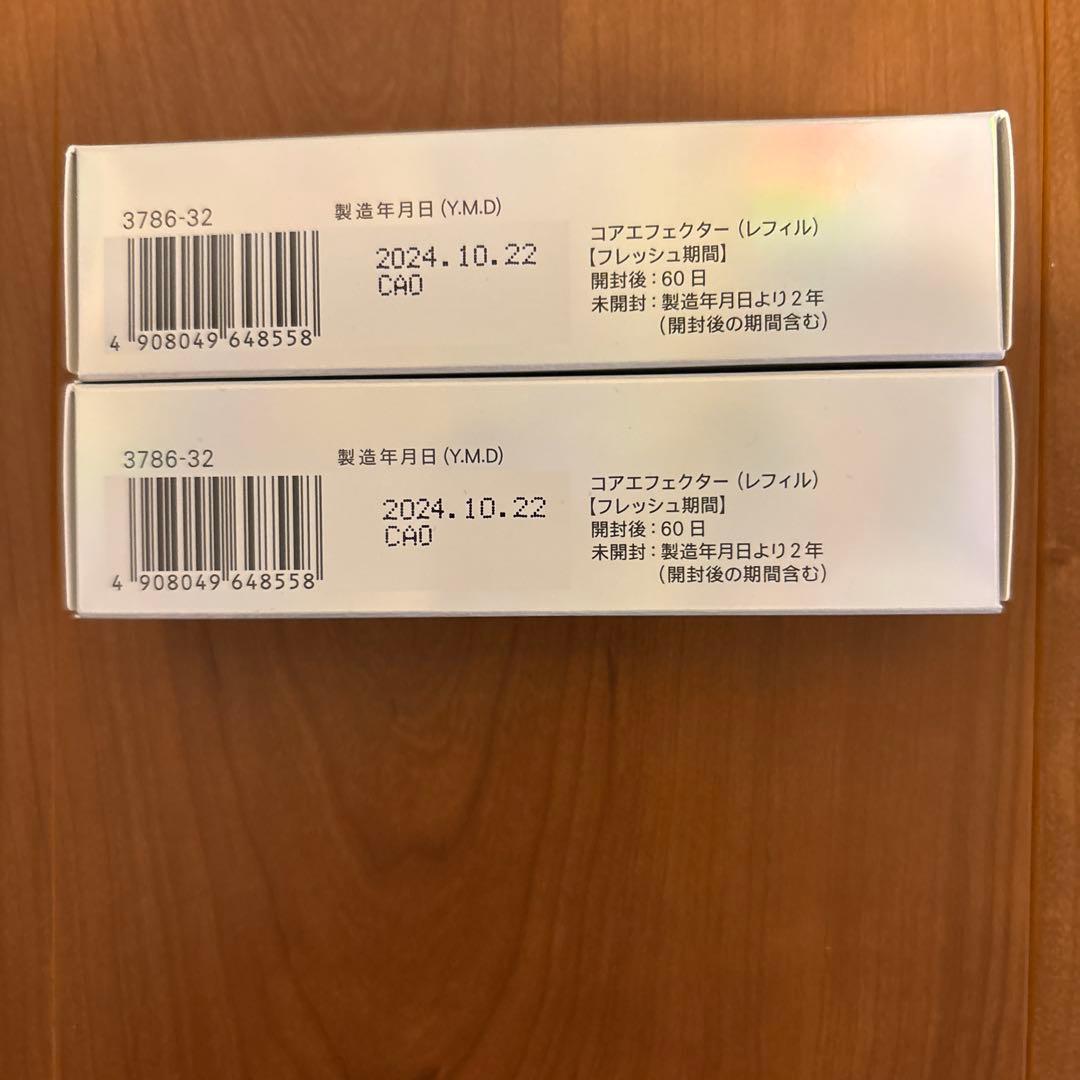 3786-32
製造年月日(Y.M.D)
2024.10.22
CAO
4 908049 648558
コアエフェクター(レフィル)
【フレッシュ期間】
開封後:60日
未開封:製造年月日より2年
(開封後の期間含む)
3786-32
製造年月日(Y.M.D)
2024.10.22
CAO
4 908049 648558
コアエフェクター(レフィル)
【フレッシュ期間】
開封後:60日
未開封:製造年月日より2年
(開封後の期間含む)